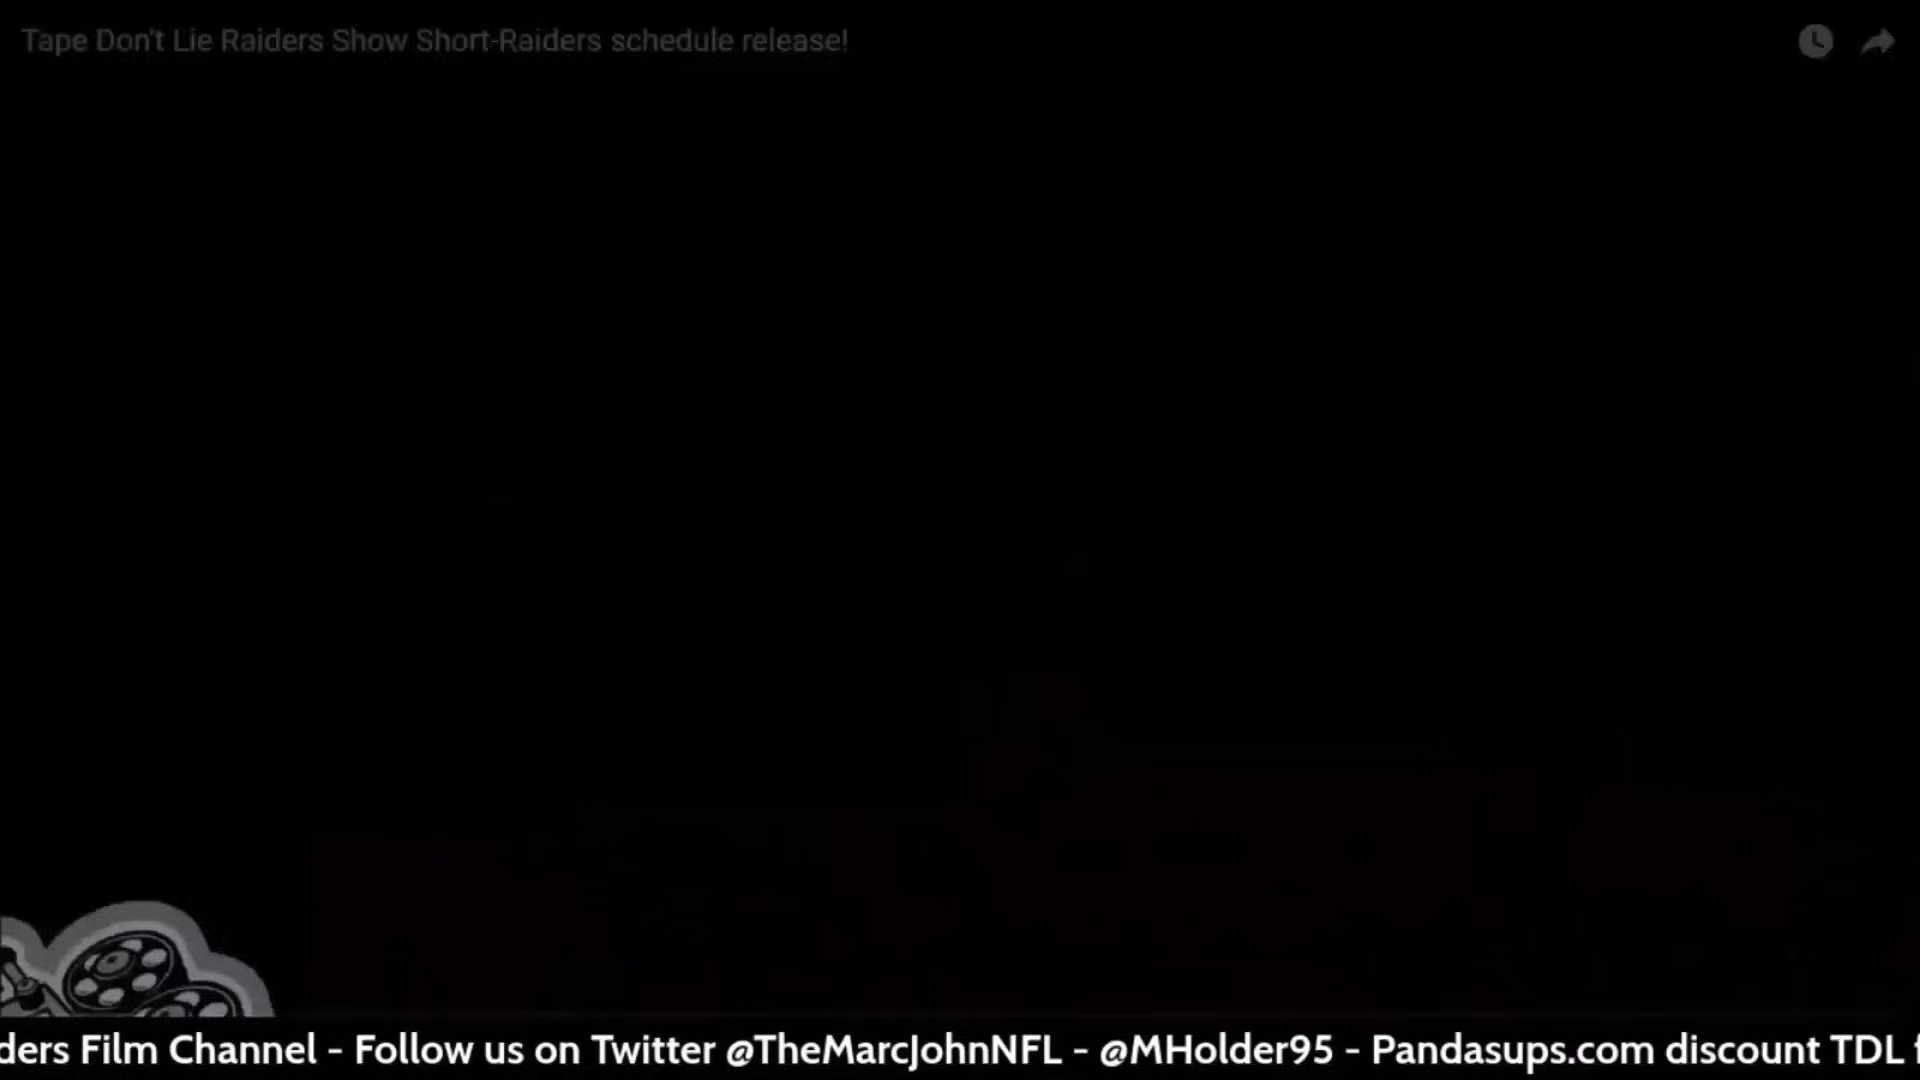 Tape Don't Lie Raiders Show Short-Raiders schedule release!
ders Film Channel - Follow us on Twitter @TheMarcJohnNFL - @MHolder95 - Pandasups.com discount TDL f